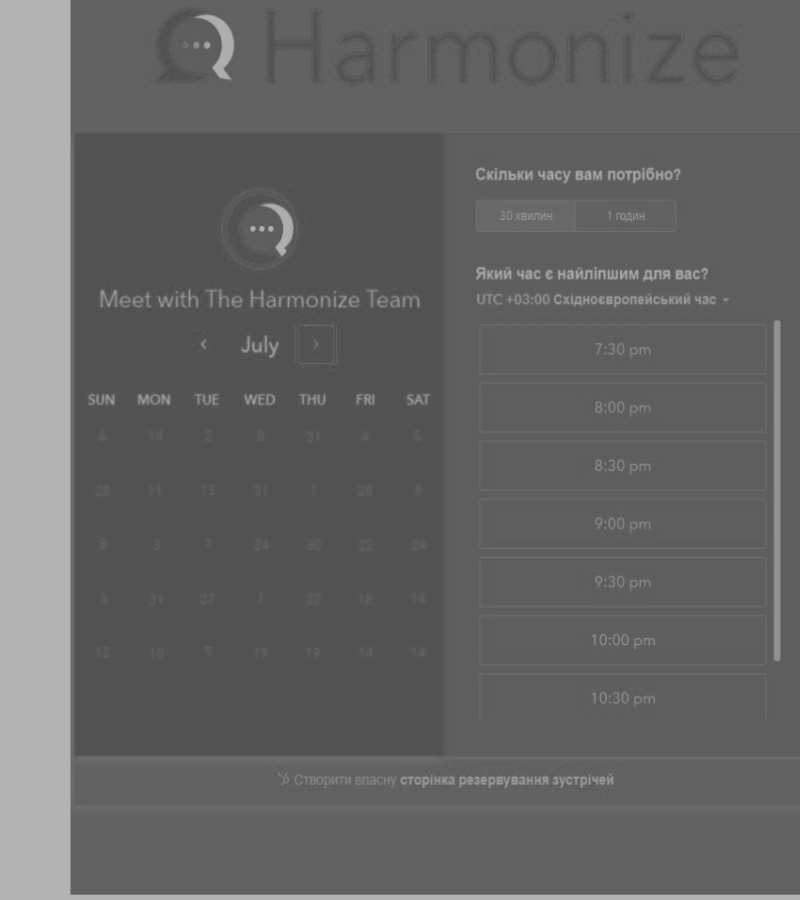 Harmonize
Meet with The Harmonize Team
July
SUN MON TUE WED THU FRI SAT
6 14 2 8 31 4 6
28 11 13 31 1 28 8
8 3 7 24 30 22 24
3 31 27 7 22 18 14
12 10 9 19 19 18 14
Скільки часу вам потрібно?
30 хвилин 1 годин
Який час є найліпшим для вас?
UTC +03:00 Східноєвропейський час
7:30 pm
8:00 pm
8:30 pm
9:00 pm
9:30 pm
10:00 pm
10:30 pm
Створити власну сторінка резервування зустрічей